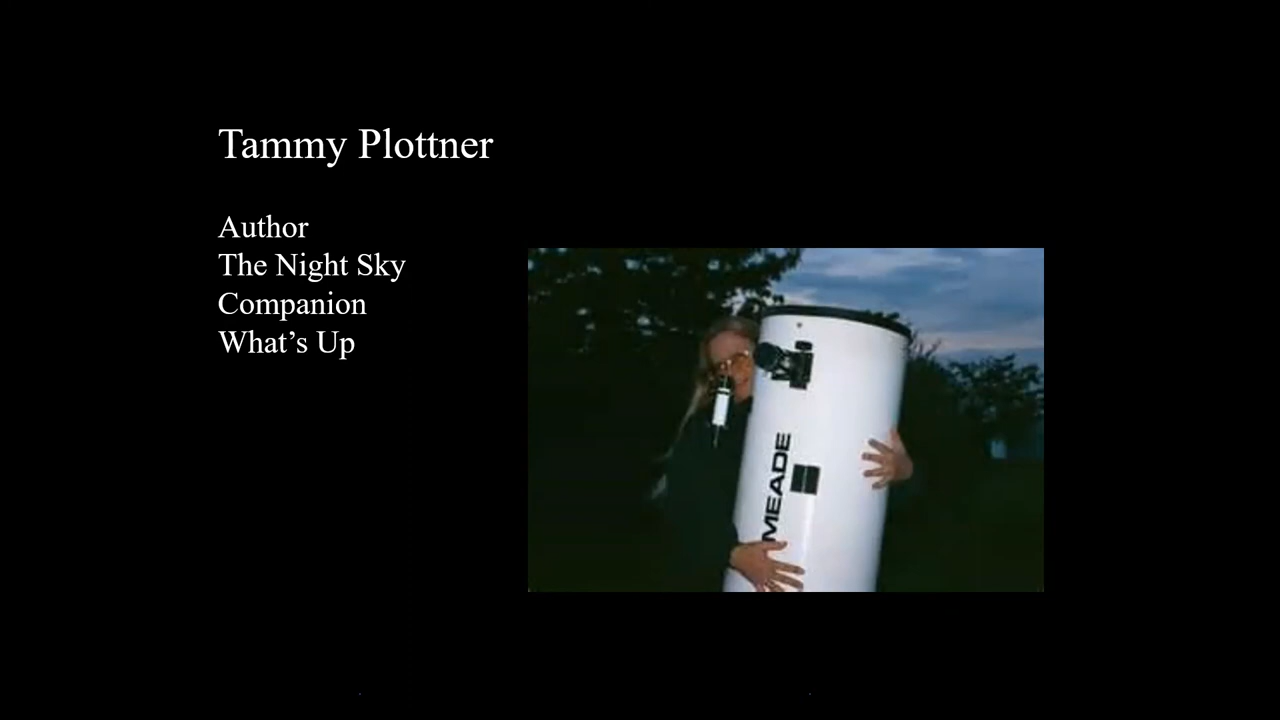 Tammy Plottner
Author
The Night Sky
Companion
What’s Up
MEADE